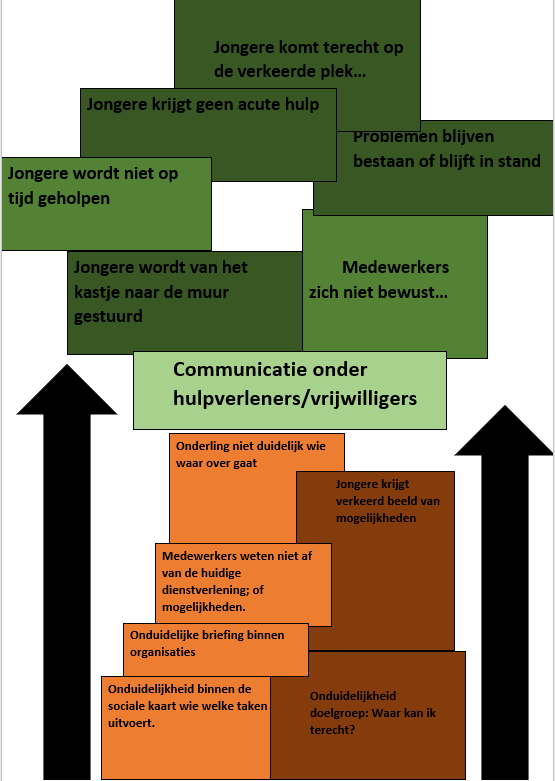 Jongere komt terecht op
de verkeerde plek...
Jongere krijgt geen acute hulp
Problemen blijven
bestaan of blijft in stand
Jongere wordt niet op
tijd geholpen
Jongere wordt van het
kastje naar de muur
gestuurd
Medewerkers
zich niet bewust...
Communicatie onder
hulpverleners/vrijwilligers
Onderling niet duidelijk wie
waar over gaat
Jongere krijgt
verkeerd beeld van
mogelijkheden
Medewerkers weten niet af
van de huidige
dienstverlening; of
mogelijkheden.
Onduidelijke briefing binnen
organisaties
Onduidelijkheid binnen de
sociale kaart wie welke taken
uitvoert.
Onduidelijkheid
doelgroep: Waar kan ik
terecht?